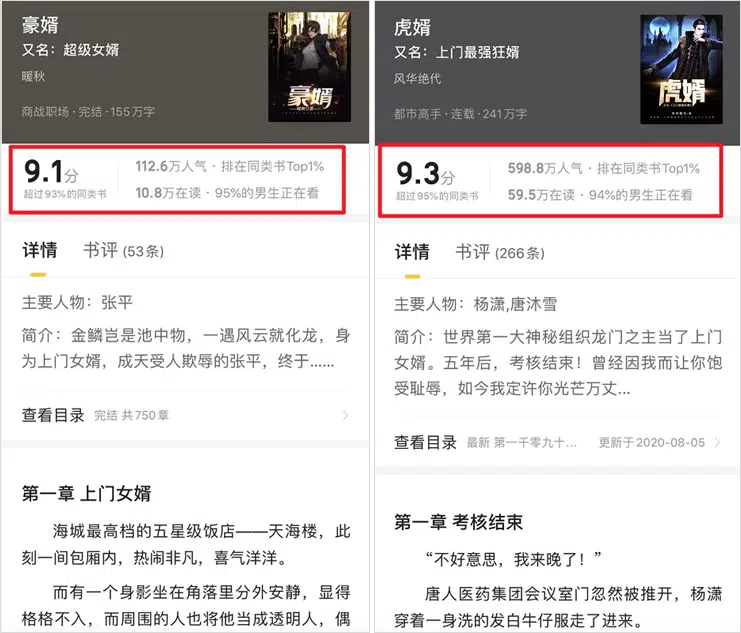 豪婿
又名：超级女婿
暖秋
商战职场 · 完结 · 155万字
豪婿
9.1分
超过93%的同类书
112.6万人气 · 排在同类书Top1%
10.8万在读 · 95%的男生正在看
详情
书评 (53条)
主要人物：张平
简介：金鳞岂是池中物，一遇风云就化龙，身
为上门女婿，成天受人欺辱的张平，终于......
查看目录 完结 共750章
第一章 上门女婿
海城最高档的五星级饭店——天海楼，此
刻一间包厢内，热闹非凡，喜气洋洋。
而有一个身影坐在角落里分外安静，显得
格格不入，而周围的人也将他当成透明人，偶
虎婿
又名：上门最强狂婿
风华绝代
都市高手 · 连载 · 241万字
虎婿
9.3分
超过95%的同类书
598.8万人气 · 排在同类书Top1%
59.5万在读 · 94%的男生正在看
详情
书评 (266条)
主要人物：杨潇,唐沐雪
简介：世界第一大神秘组织龙门之主当了上门
女婿。五年后，考核结束！曾经因我而让你饱
受耻辱，如今我定许你光芒万丈...
查看目录 最新 第一千零九十... 更新于2020-08-05
第一章 考核结束
“不好意思，我来晚了！”
唐人医药集团会议室门忽然被推开，杨潇
穿着一身洗的发白牛仔服走了进来。